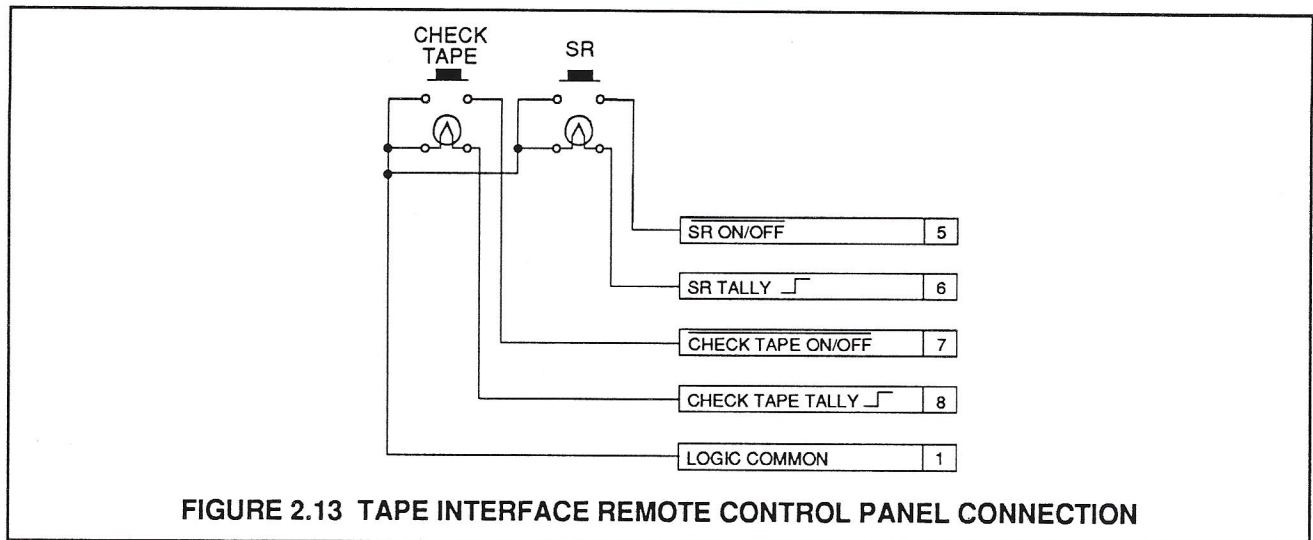 CHECK
TAPE
SR
SR ON/OFF 5
SR TALLY 6
CHECK TAPE ON/OFF 7
CHECK TAPE TALLY 8
LOGIC COMMON 1
FIGURE 2.13 TAPE INTERFACE REMOTE CONTROL PANEL CONNECTION